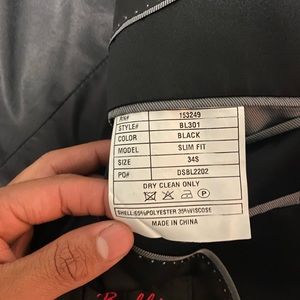 RN# 153249
STYLE# BL301
COLOR BLACK
MODEL SLIM FIT
SIZE 34S
PO# DSBL2202
DRY CLEAN ONLY
P
SHELL:65%POLYESTER 35%VISCOSE
MADE IN CHINA